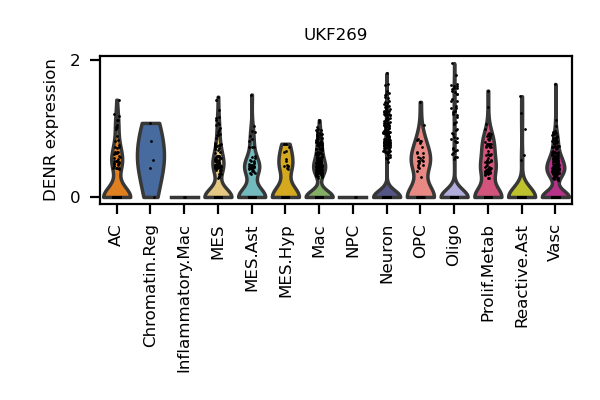 UKF269
DENR expression
2
0
AC
Chromatin.Reg
Inflammatory.Mac
MES
MES.Ast
MES.Hyp
Mac
NPC
Neuron
OPC
Oligo
Prolif.Metab
Reactive.Ast
Vasc